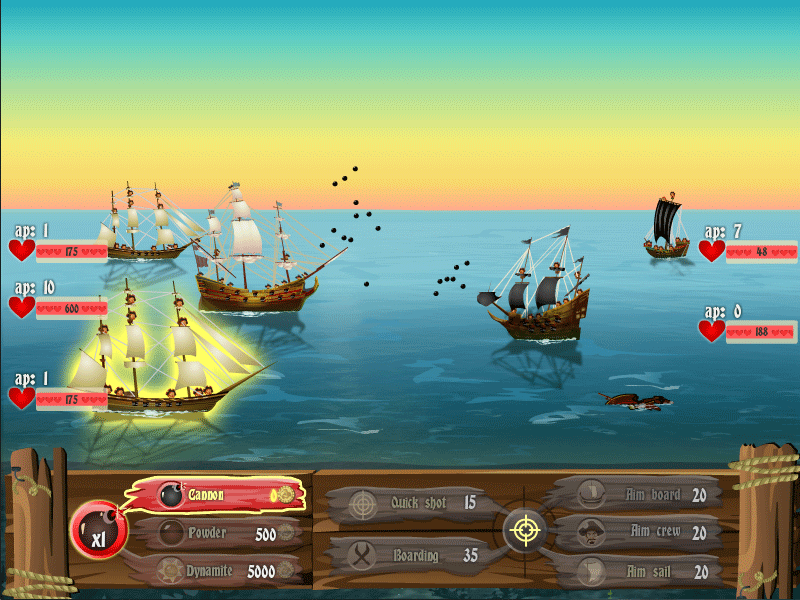 ap: 1
175
ap: 10
600
ap: 1
175
ap: 7
48
ap: 0
188
x1
Cannon 0
Powder 500
Dynamite 5000
Quick shot 15
Boarding 35
Aim board 20
Aim crew 20
Aim sail 20